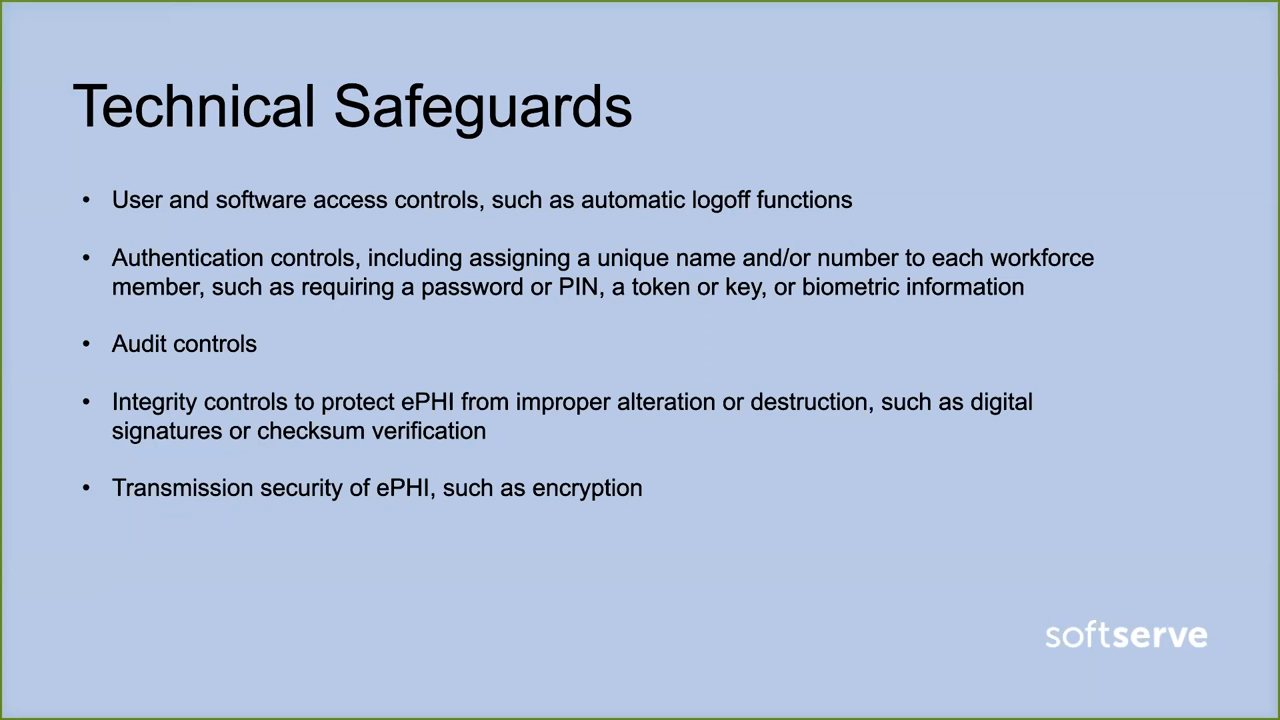 Technical Safeguards
• User and software access controls, such as automatic logoff functions
• Authentication controls, including assigning a unique name and/or number to each workforce
member, such as requiring a password or PIN, a token or key, or biometric information
• Audit controls
• Integrity controls to protect ePHI from improper alteration or destruction, such as digital
signatures or checksum verification
• Transmission security of ePHI, such as encryption
softserve